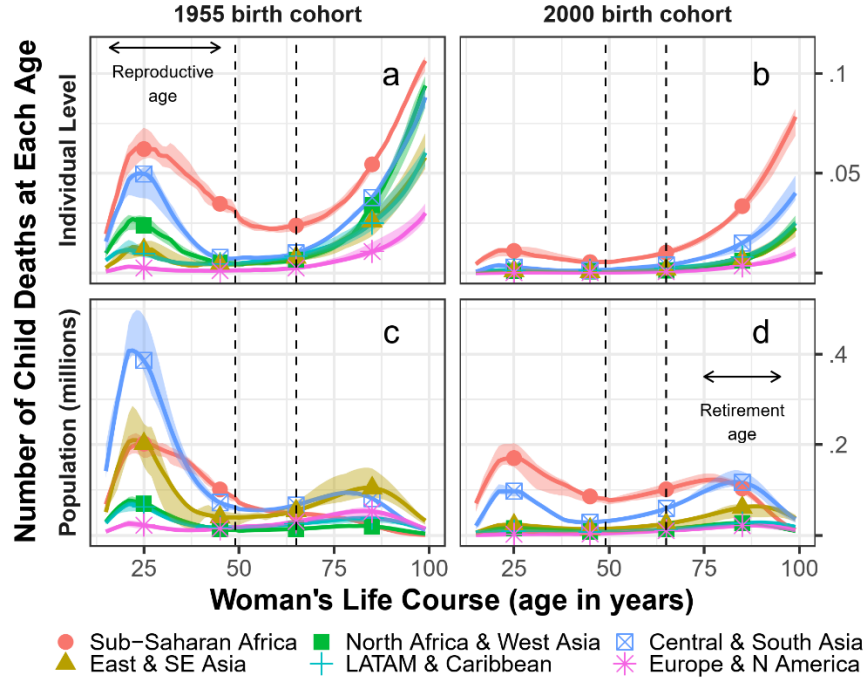 1955 birth cohort
2000 birth cohort
Number of Child Deaths at Each Age
Individual Level
Population (millions)
Reproductive
age
a
b
.1
.05
c
d
.4
.2
Retirement
age
25
50
75
100
25
50
75
100
Woman's Life Course (age in years)
Sub−Saharan Africa
North Africa & West Asia
Central & South Asia
East & SE Asia
LATAM & Caribbean
Europe & N America